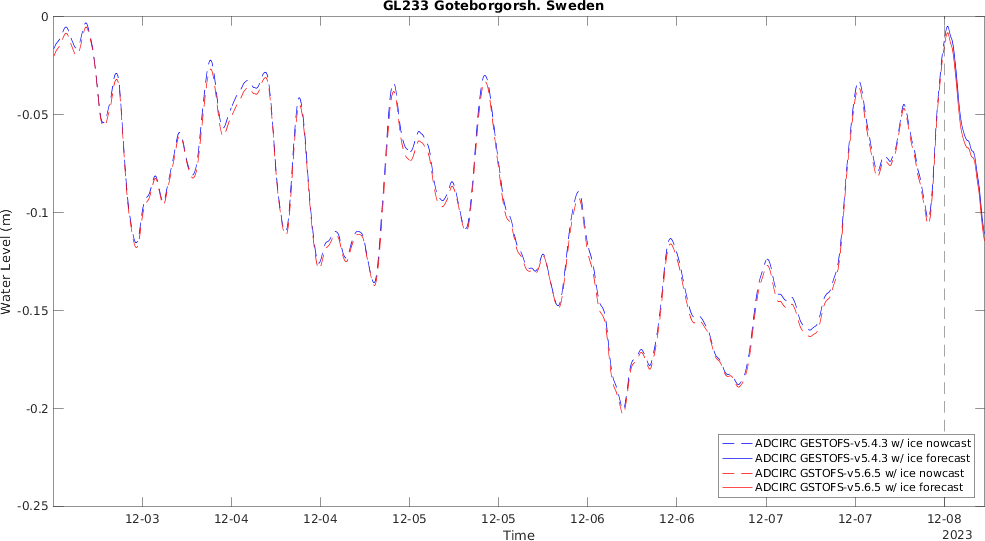 GL233 Goteborgorsh. Sweden
Water Level (m)
0
-0.05
-0.1
-0.15
-0.2
-0.25
ADCIRC GESTOFS-v5.4.3 w/ ice nowcast
ADCIRC GESTOFS-v5.4.3 w/ ice forecast
ADCIRC GSTOFS-v5.6.5 w/ ice nowcast
ADCIRC GSTOFS-v5.6.5 w/ ice forecast
12-03 12-04 12-04 12-05 12-05 12-06 12-06 12-07 12-07 12-08
Time
2023